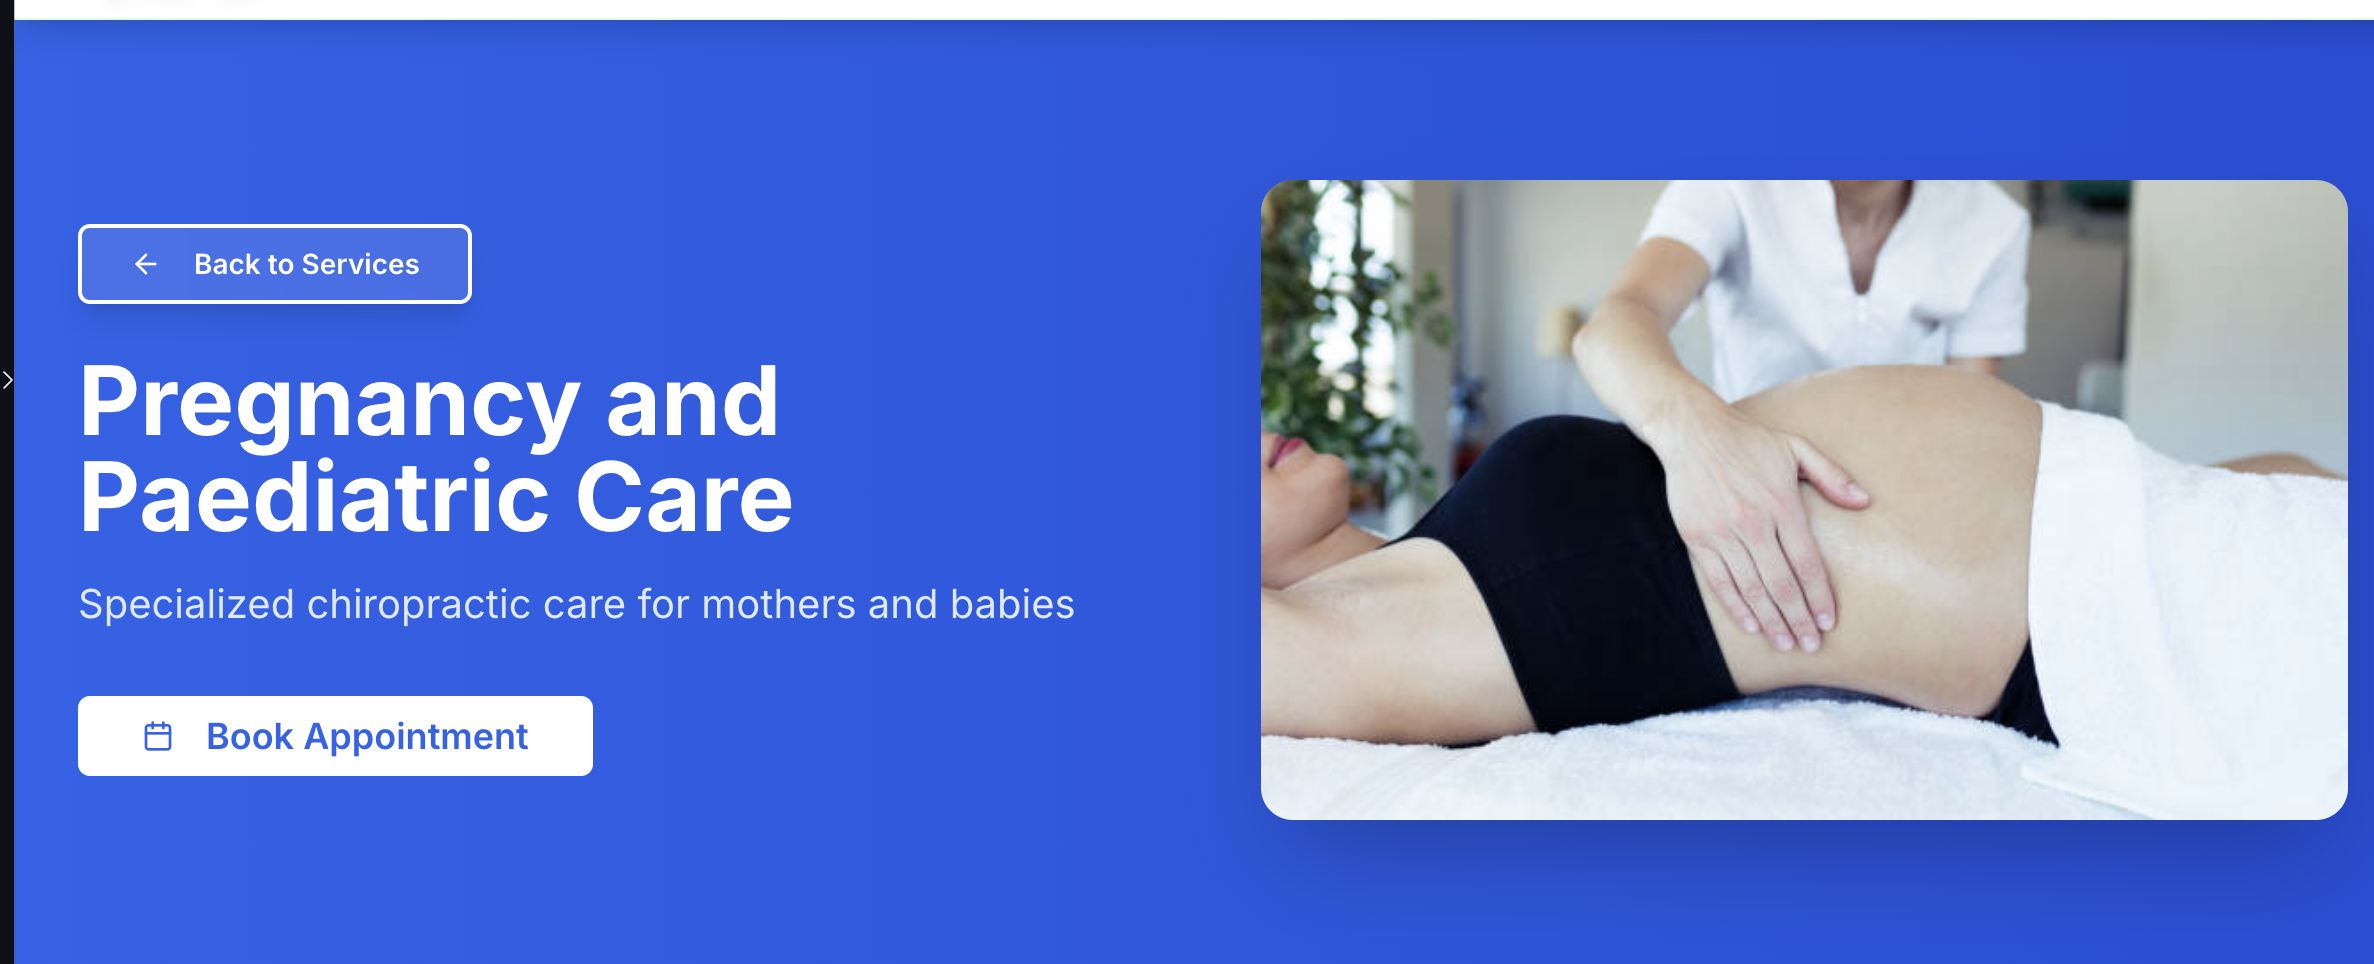 Back to Services
Pregnancy and
Paediatric Care
Specialized chiropractic care for mothers and babies
Book Appointment